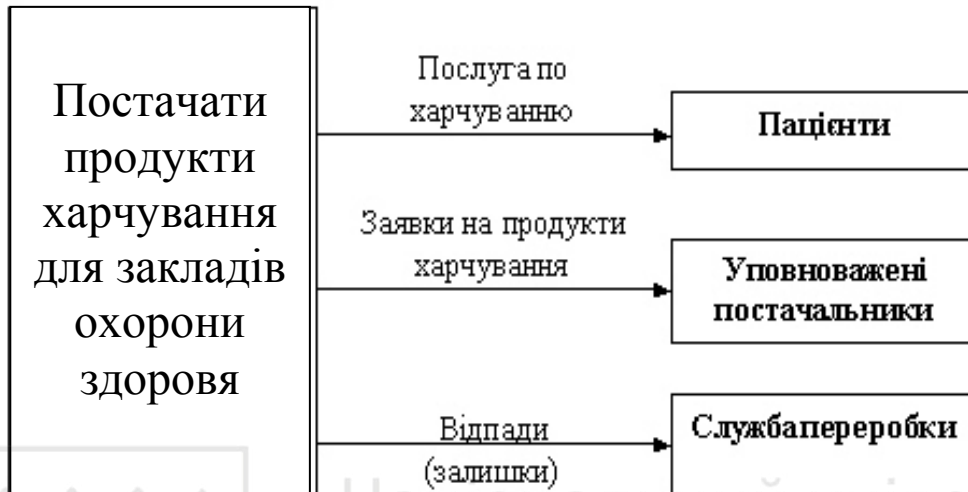 Постачати
продукти
харчування
для закладів
охорони
здоровя
Послуга по
харчуванню
Пацієнти
Заявки на продукти
харчування
Уповноважені
постачальники
Відпади
(залишки)
Службапереробки